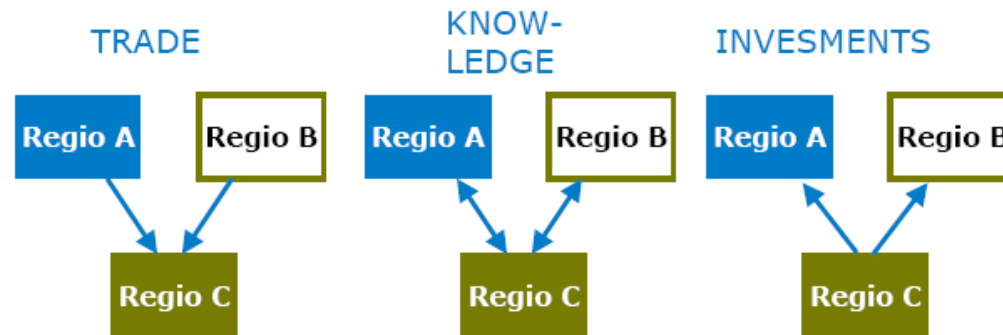 TRADE
KNOW-
LEDGE
INVESMENTS
Regio A
Regio B
Regio A
Regio B
Regio A
Regio B
Regio C
Regio C
Regio C